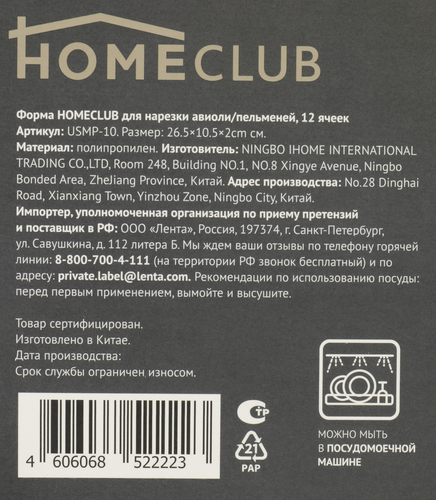 HOMECLUB
Форма HOMECLUB для нарезки авиоли/пельменей, 12 ячеек
Артикул: USMP-10. Размер: 26.5×10.5×2cm см.
Материал: полипропилен. Изготовитель: NINGBO IHOME INTERNATIONAL
TRADING CO.,LTD, Room 248, Building NO.1, NO.8 Xingye Avenue, Ningbo
Bonded Area, ZheJiang Province, Китай. Адрес производства: No.28 Dinghai
Road, Xianxiang Town, Yinzhou Zone, Ningbo City, Китай.
Импортер, уполномоченная организация по приему претензий
и поставщик в РФ: ООО «Лента», Россия, 197374, г. Санкт-Петербург,
ул. Савушкина, д. 112 литера Б. Мы ждем ваши отзывы по телефону горячей
линии: 8-800-700-4-111 (на территории РФ звонок бесплатный) и по
адресу: private.label@lenta.com. Рекомендации по использованию посуды:
перед первым применением, вымойте и высушите.
Товар сертифицирован.
Изготовлено в Китае.
Дата производства:
Срок службы ограничен износом.
4 606068 522223
СТР
21
PAP
МОЖНО МЫТЬ
В ПОСУДОМОЕЧНОЙ
МАШИНЕ